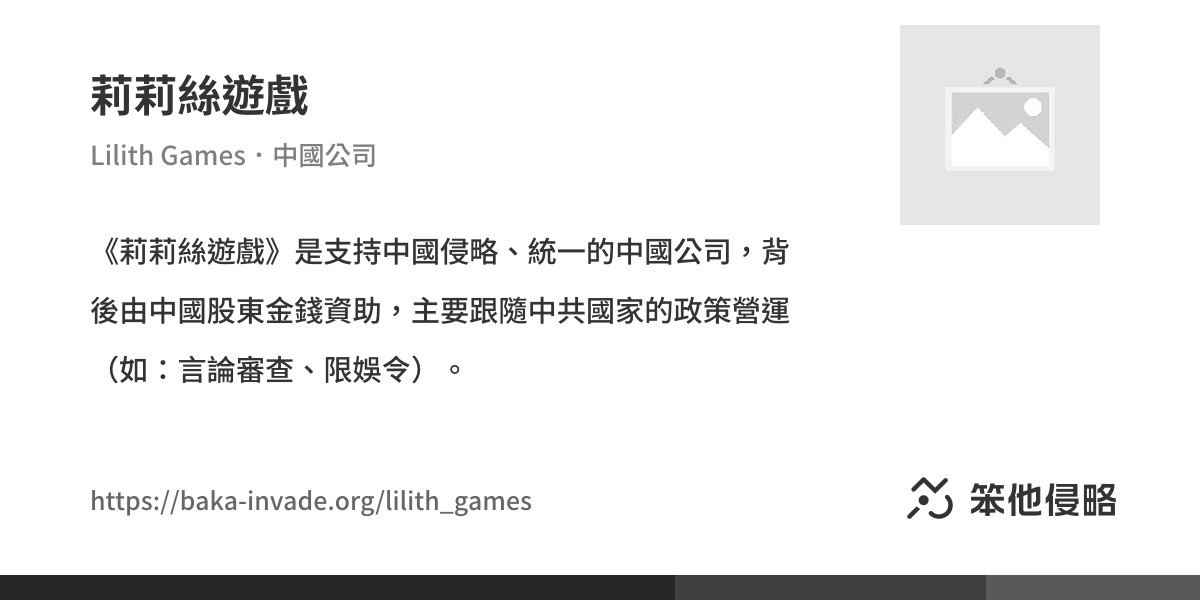 莉莉絲遊戲
Lilith Games・中國公司
《莉莉絲遊戲》是支持中國侵略、統一的中國公司，背
後由中國股東金錢資助，主要跟隨中共國家的政策營運
（如：言論審查、限娛令）。
https://baka-invade.org/lilith_games
笨他侵略